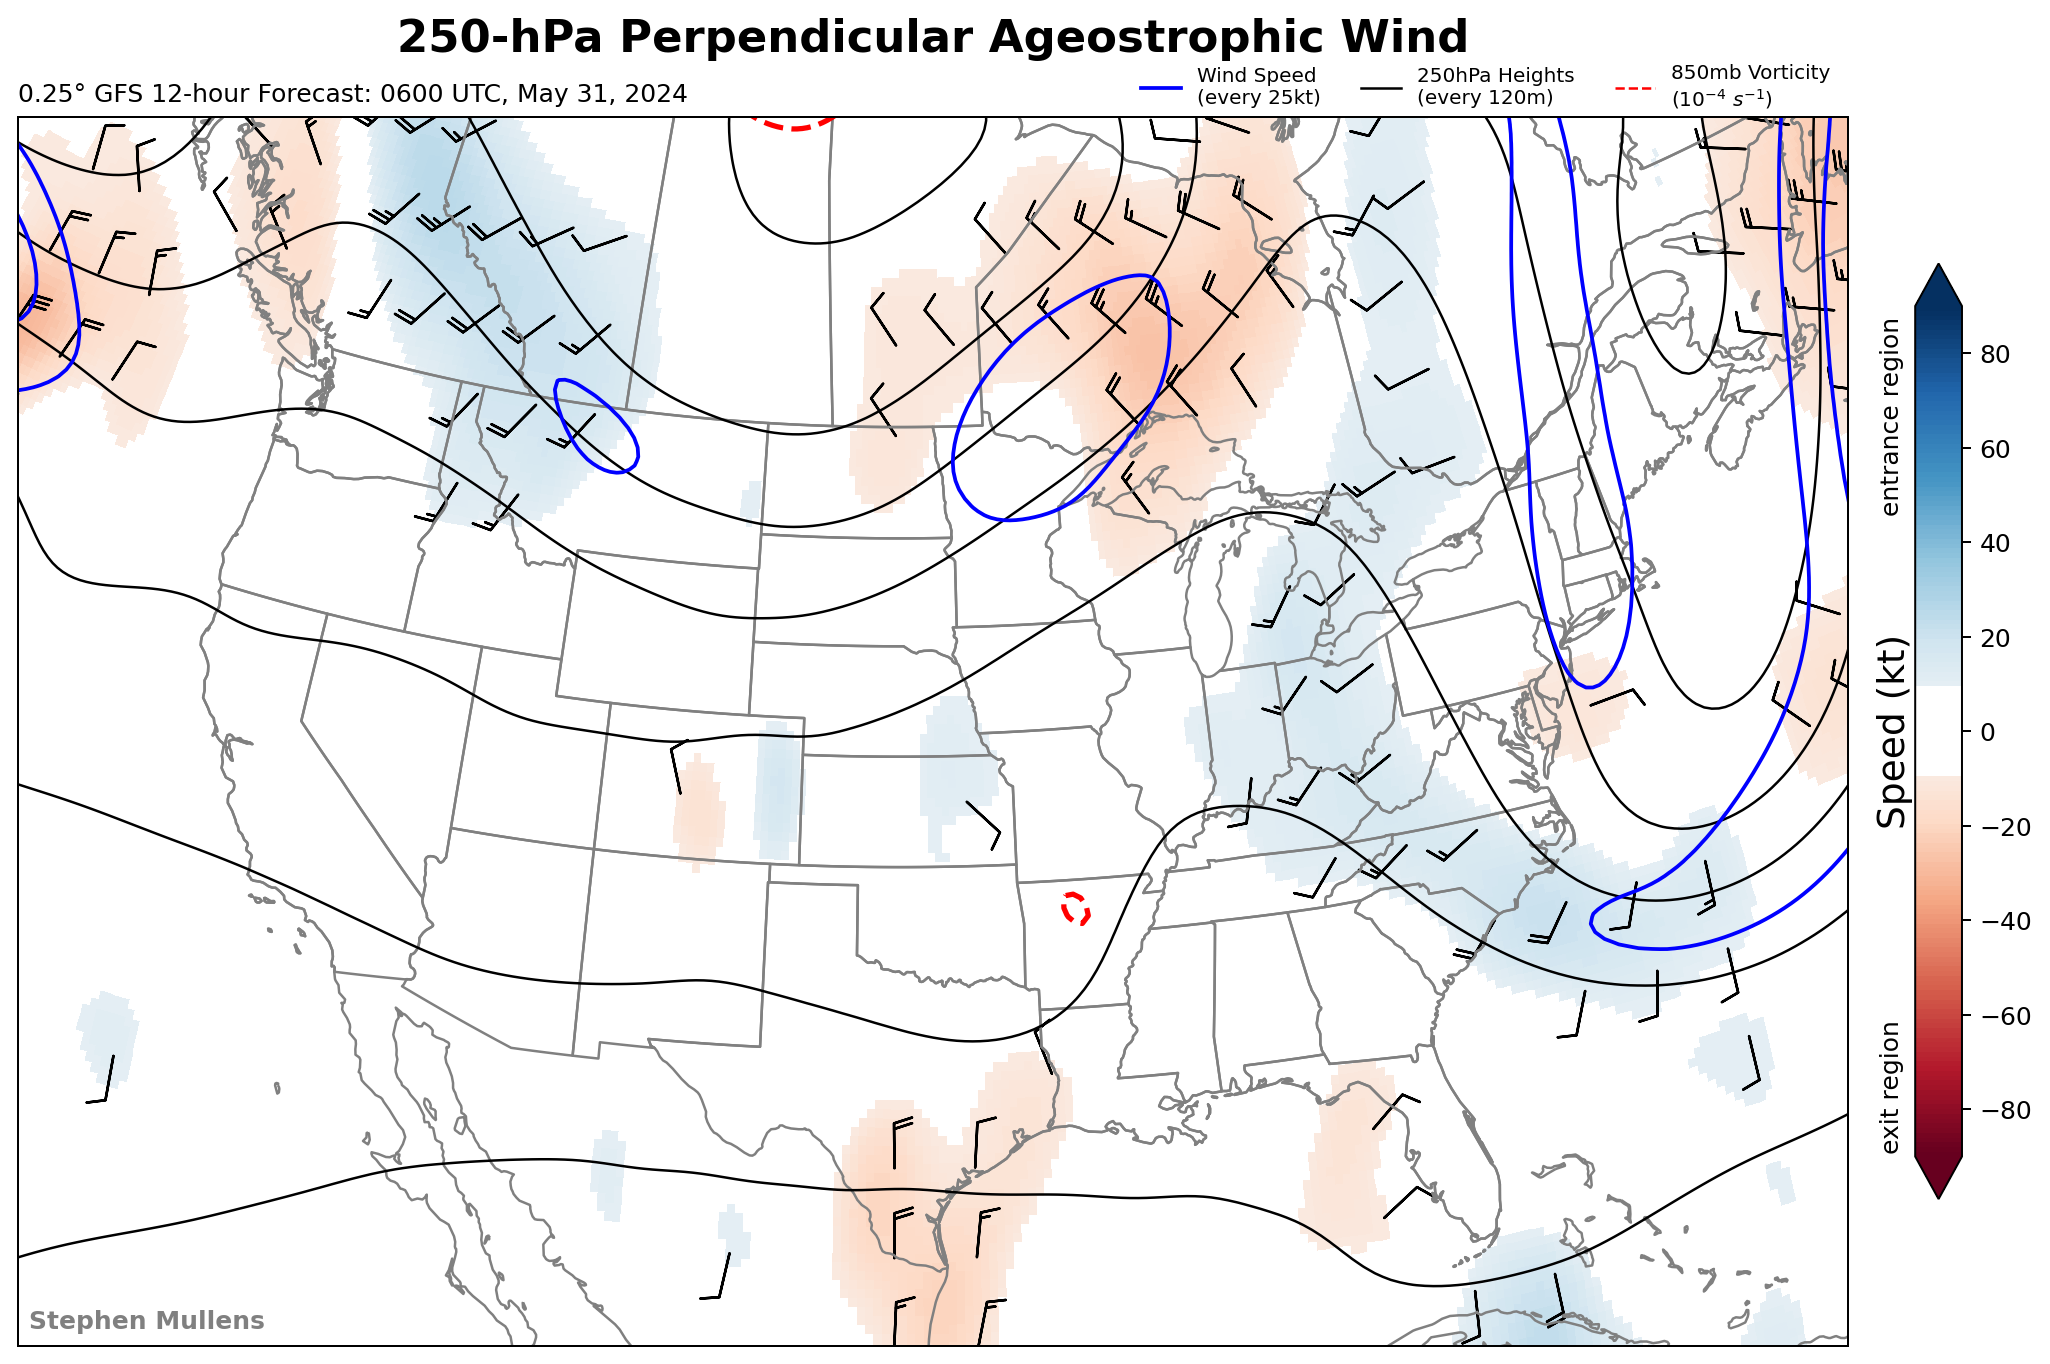 250-hPa Perpendicular Ageostrophic Wind
0.25° GFS 12-hour Forecast: 0600 UTC, May 31, 2024
Wind Speed
(every 25kt)
250hPa Heights
(every 120m)
850mb Vorticity
(10⁻⁴ s⁻¹)
entrance region
Speed (kt)
exit region
80
60
40
20
0
−20
−40
−60
−80
Stephen Mullens